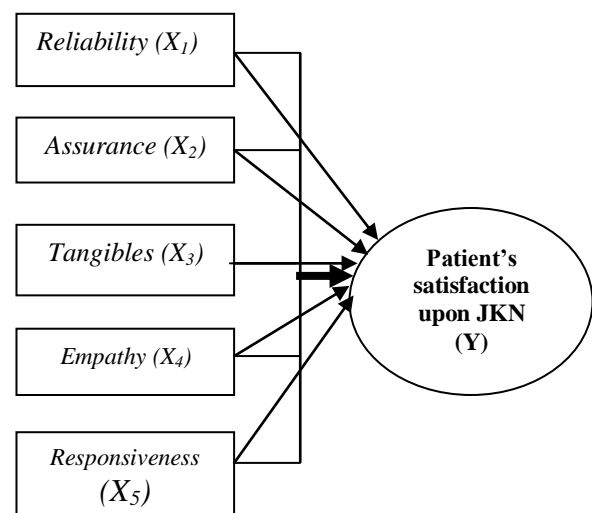 Reliability (X₁)
Assurance (X₂)
Tangibles (X₃)
Empathy (X₄)
Responsiveness
(X₅)
Patient's
satisfaction
upon JKN
(Y)